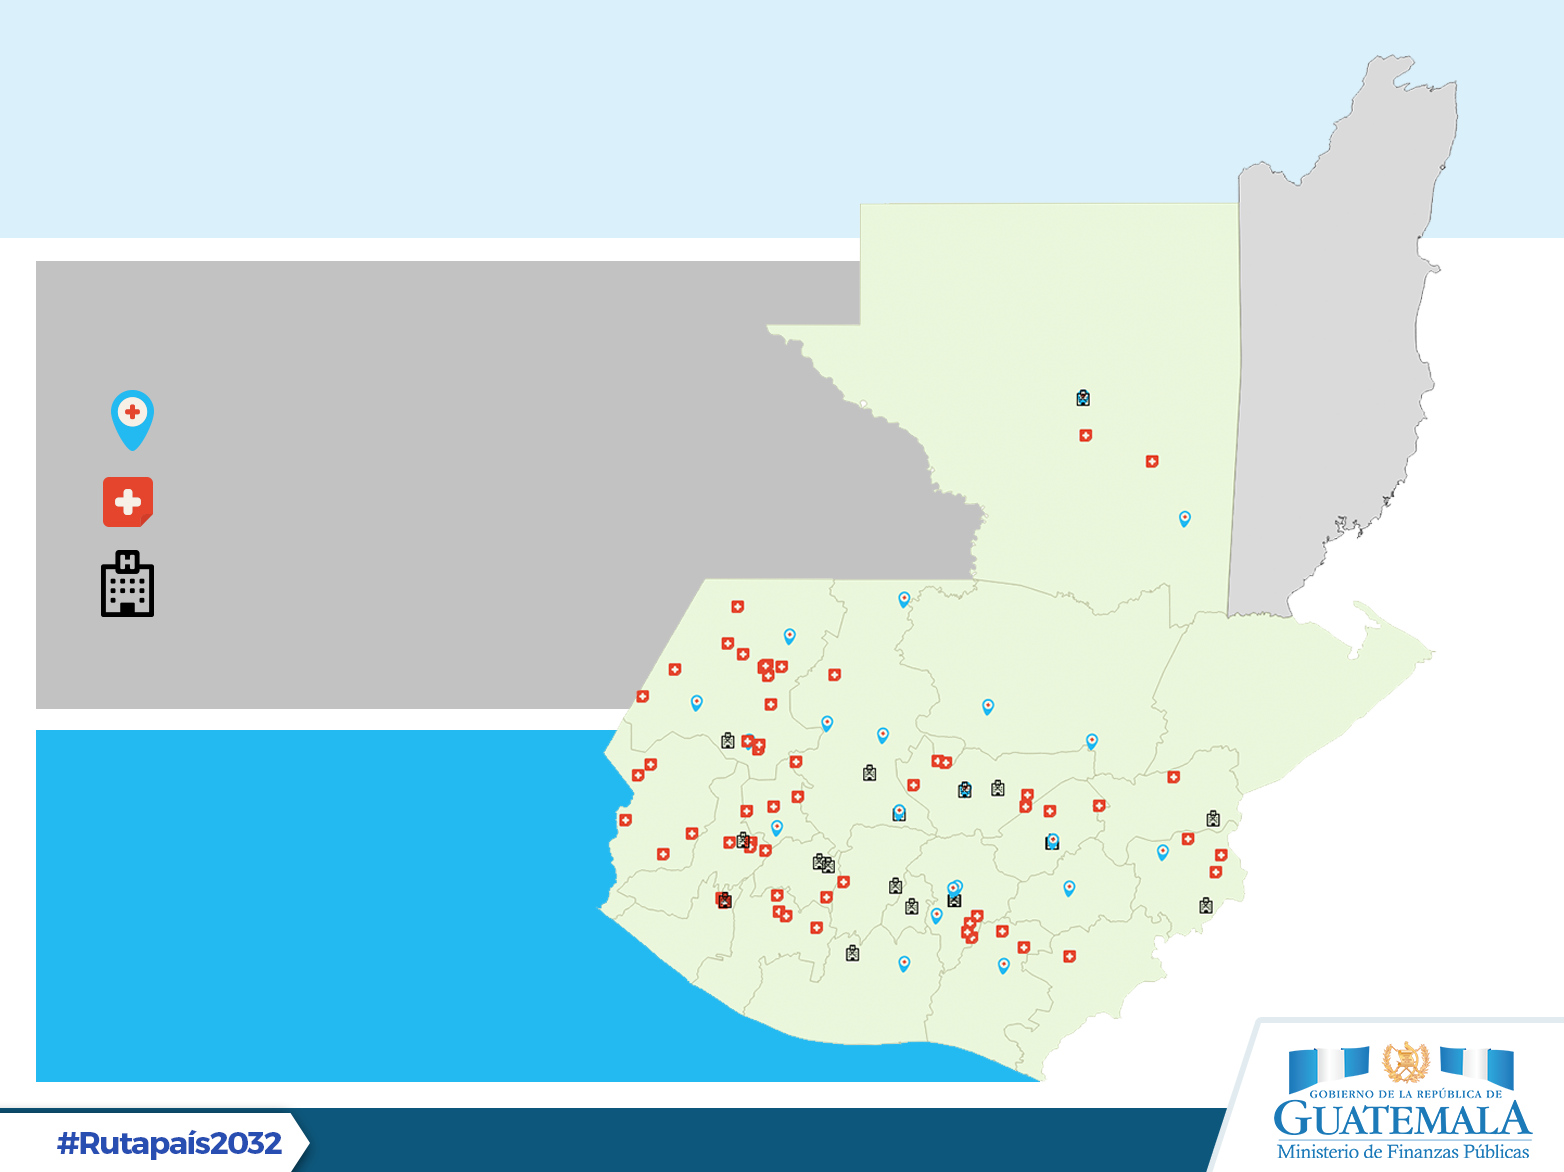 #Rutapaís2032
GOBIERNO DE LA REPÚBLICA DE
GUATEMALA
Ministerio de Finanzas Públicas